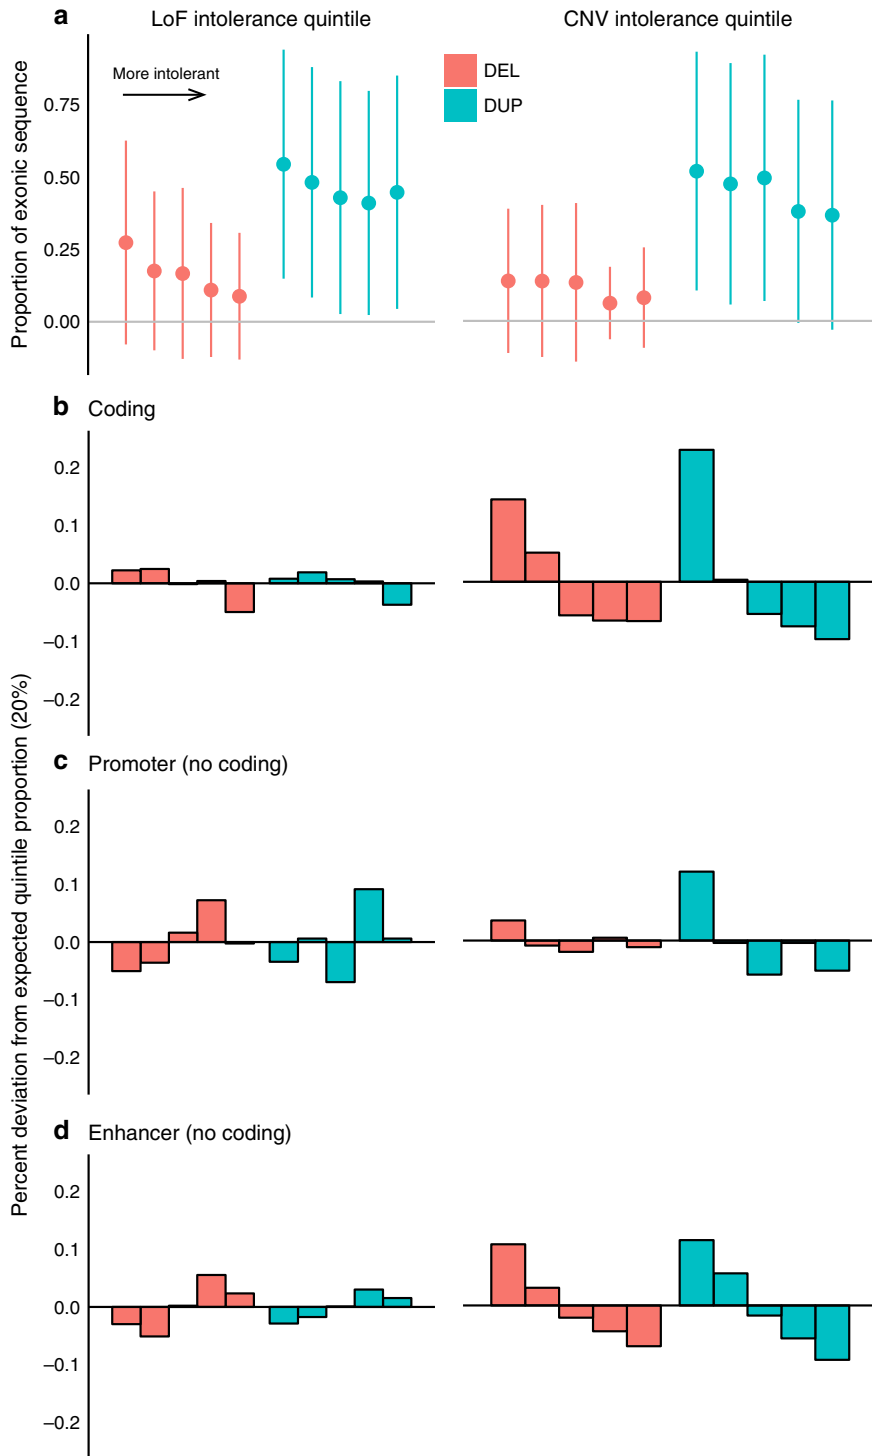 a
LoF intolerance quintile
CNV intolerance quintile
More intolerant
DEL
DUP
Proportion of exonic sequence
0.75
0.50
0.25
0.00
b Coding
0.2
0.1
0.0
−0.1
−0.2
Percent deviation from expected quintile proportion (20%)
c Promoter (no coding)
0.2
0.1
0.0
−0.1
−0.2
d Enhancer (no coding)
0.2
0.1
0.0
−0.1
−0.2